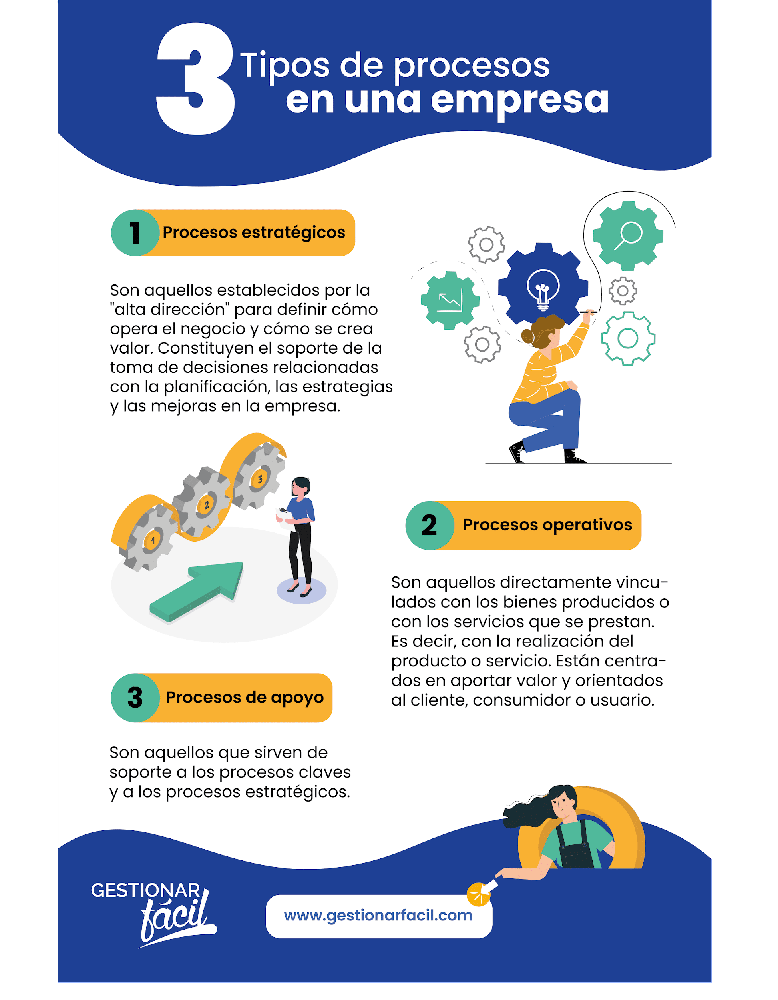 3
Tipos de procesos
en una empresa
1
Procesos estratégicos
Son aquellos establecidos por la
"alta dirección" para definir cómo
opera el negocio y cómo se crea
valor. Constituyen el soporte de la
toma de decisiones relacionadas
con la planificación, las estrategias
y las mejoras en la empresa.
1
2
3
2
Procesos operativos
Son aquellos directamente vincu-
lados con los bienes producidos o
con los servicios que se prestan.
Es decir, con la realización del
producto o servicio. Están centra-
dos en aportar valor y orientados
al cliente, consumidor o usuario.
3
Procesos de apoyo
Son aquellos que sirven de
soporte a los procesos claves
y a los procesos estratégicos.
GESTIONAR
fácil
www.gestionarfacil.com